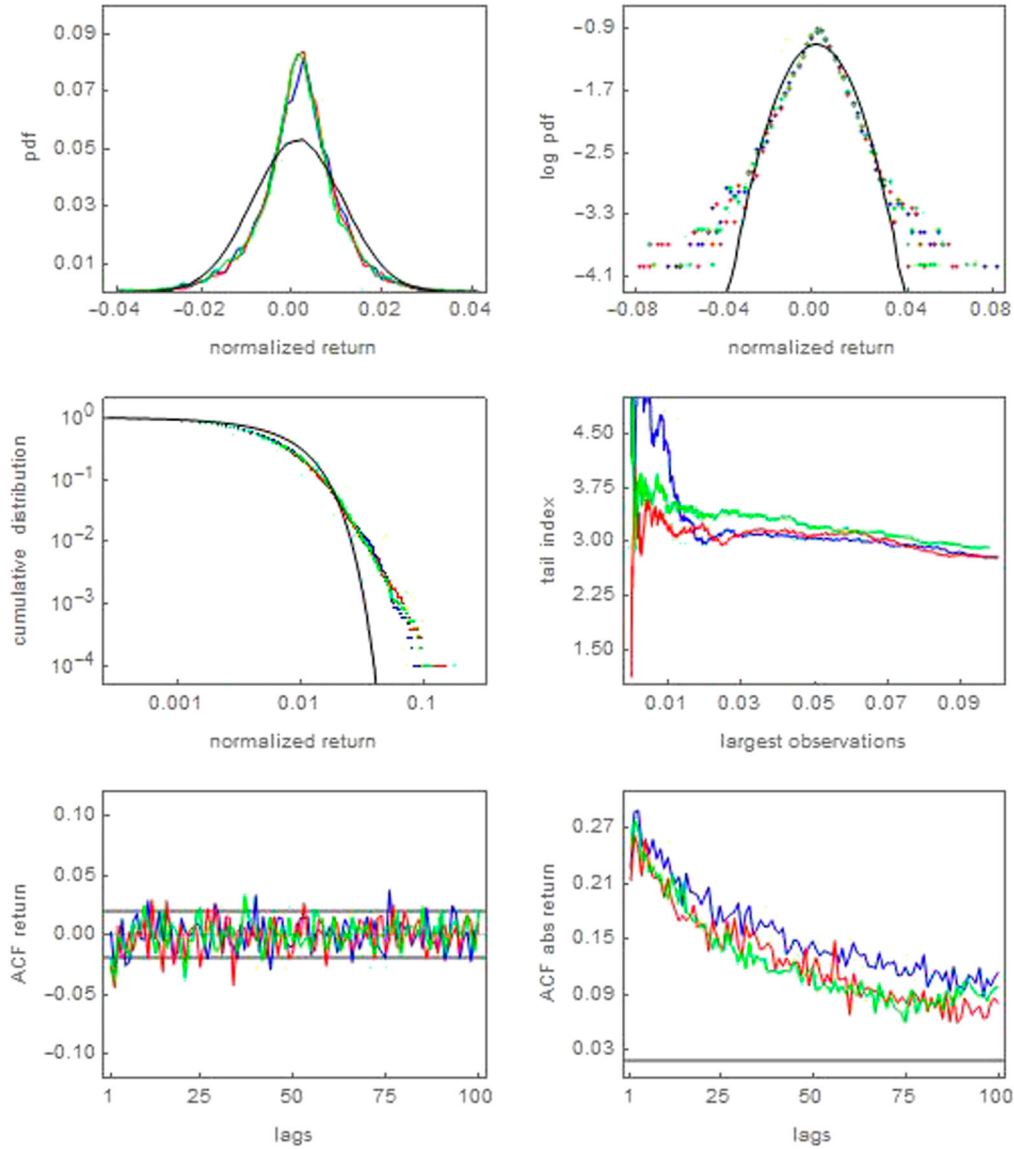 0.09
0.07
0.05
0.03
0.01
pdf
−0.04 −0.02 0.00 0.02 0.04
normalized return
−0.9
−1.7
−2.5
−3.3
−4.1
log pdf
−0.08 −0.04 0.00 0.04 0.08
normalized return
10^0
10^−1
10^−2
10^−3
10^−4
cumulative distribution
0.001 0.01 0.1
normalized return
4.50
3.75
3.00
2.25
1.50
tail index
0.01 0.03 0.05 0.07 0.09
largest observations
0.10
0.05
0.00
−0.05
−0.10
ACF return
1 25 50 75 100
lags
0.27
0.21
0.15
0.09
0.03
ACF abs return
1 25 50 75 100
lags